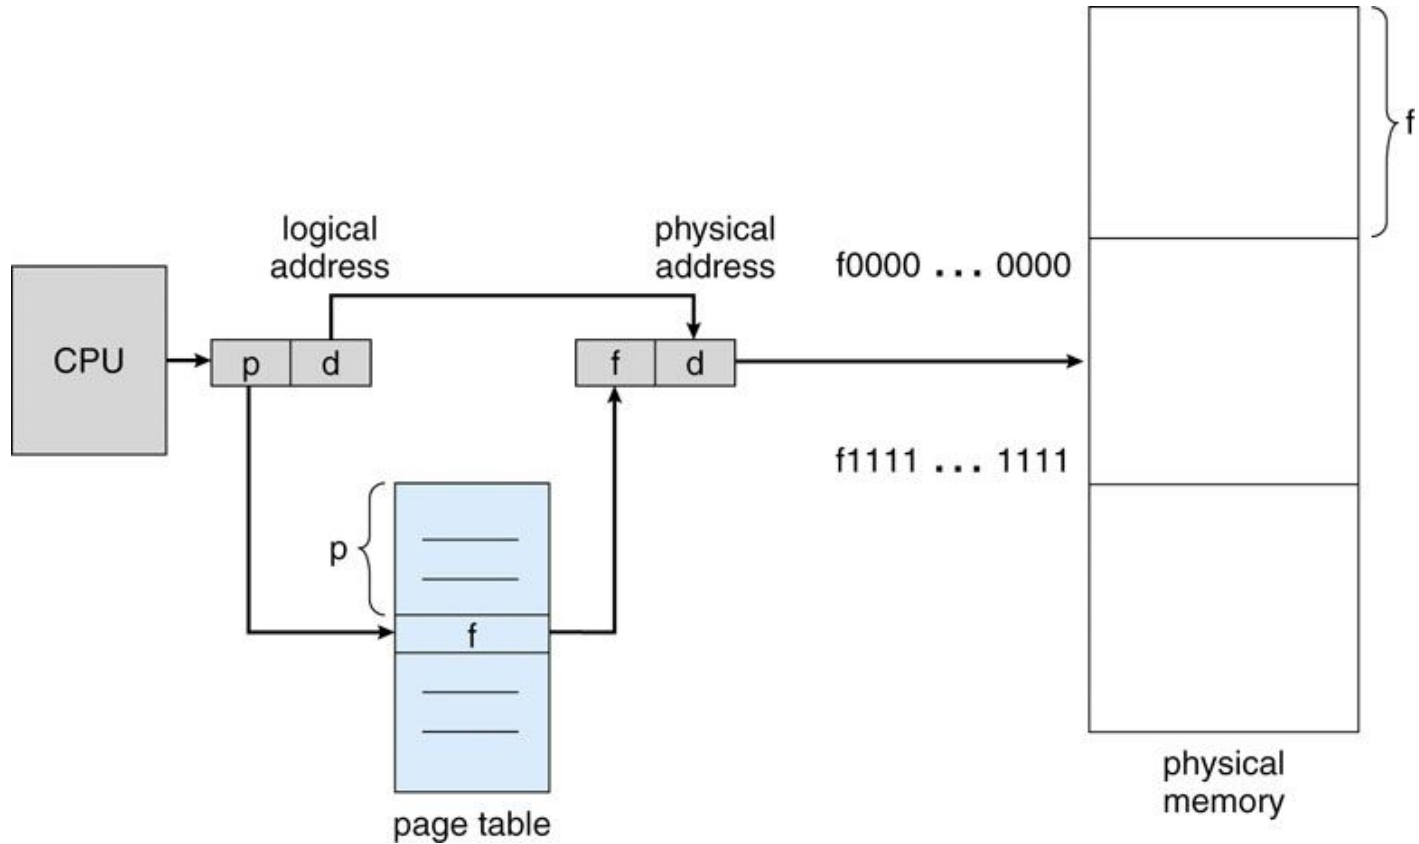 f
logical
address
physical
address
f0000 ... 0000
CPU
p
d
f
d
f1111 ... 1111
p
f
physical
memory
page table